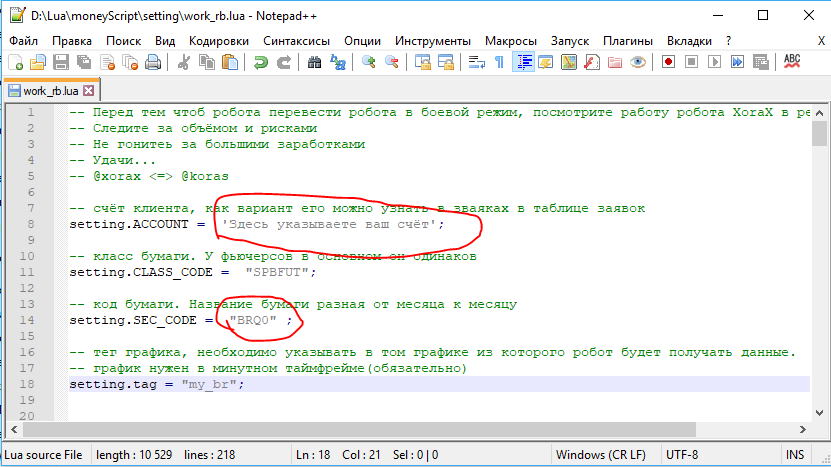 D:\Lua\moneyScript\setting\work_rb.lua - Notepad++
Файл Правка Поиск Вид Кодировки Синтаксисы Опции Инструменты Макросы Запуск Плагины Вкладки ? X
work_rb.lua
1 -- Перед тем чтоб робота перевести робота в боевой режим, посмотрите работу робота XoraX в ре
2 -- Следите за объёмом и рисками
3 -- Не гонитеь за большими заработками
4 -- Удачи...
5 -- @xorax <=> @koras
6
7 -- счёт клиента, как вариант его можно узнать в зваяках в таблице заявок
8 setting.ACCOUNT = 'Здесь указываете ваш счёт';
9
10 -- класс бумаги. У фьючерсов в основном он одинаков
11 setting.CLASS_CODE = "SPBFUT";
12
13 -- код бумаги. Название бумаги разная от месяца к месяцу
14 setting.SEC_CODE = "BRQ0" ;
15
16 -- тег графика, необходимо указывать в том графике из которого робот будет получать данные.
17 -- график нужен в минутном таймфрейме(обязательно)
18 setting.tag = "my_br";
19
20
Lua source File length : 10 529 lines : 218 Ln : 18 Col : 21 Sel : 0 | 0 Windows (CR LF) UTF-8 INS